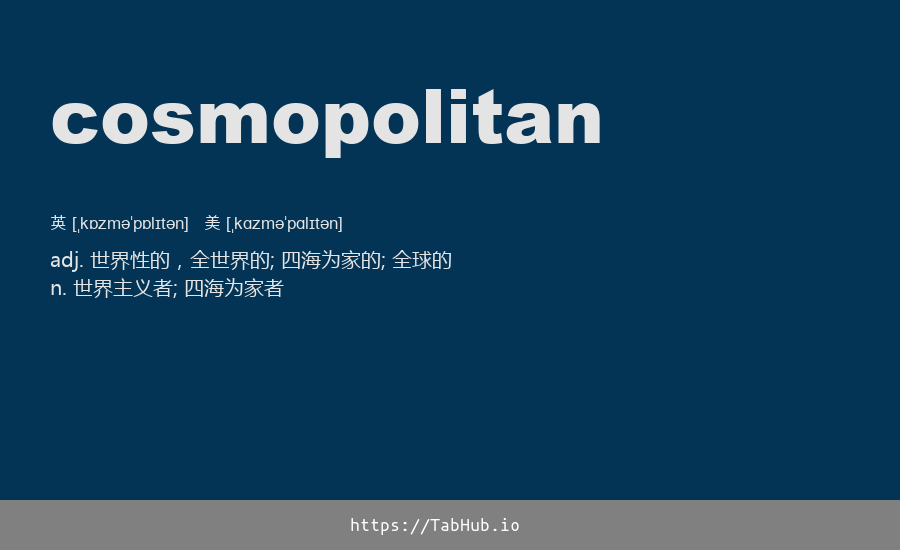 cosmopolitan
英 [ˌkɒzməˈpɒlɪtən] 美 [ˌkɑzməˈpɑlɪtən]
adj. 世界性的，全世界的; 四海为家的; 全球的
n. 世界主义者; 四海为家者
https://TabHub.io